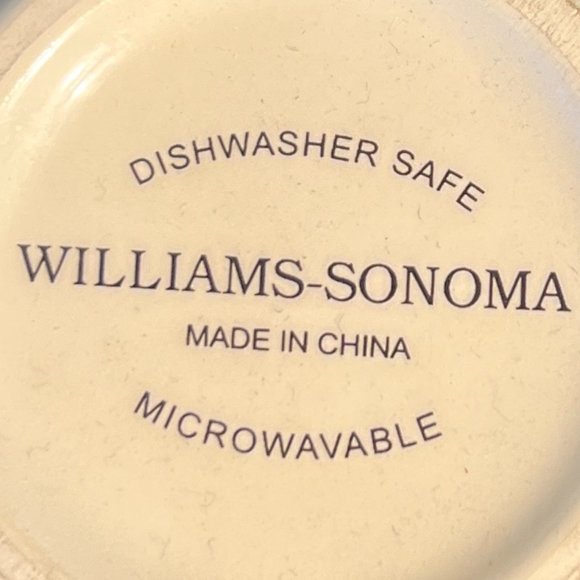 DISHWASHER SAFE
WILLIAMS-SONOMA
MADE IN CHINA
MICROWAVABLE